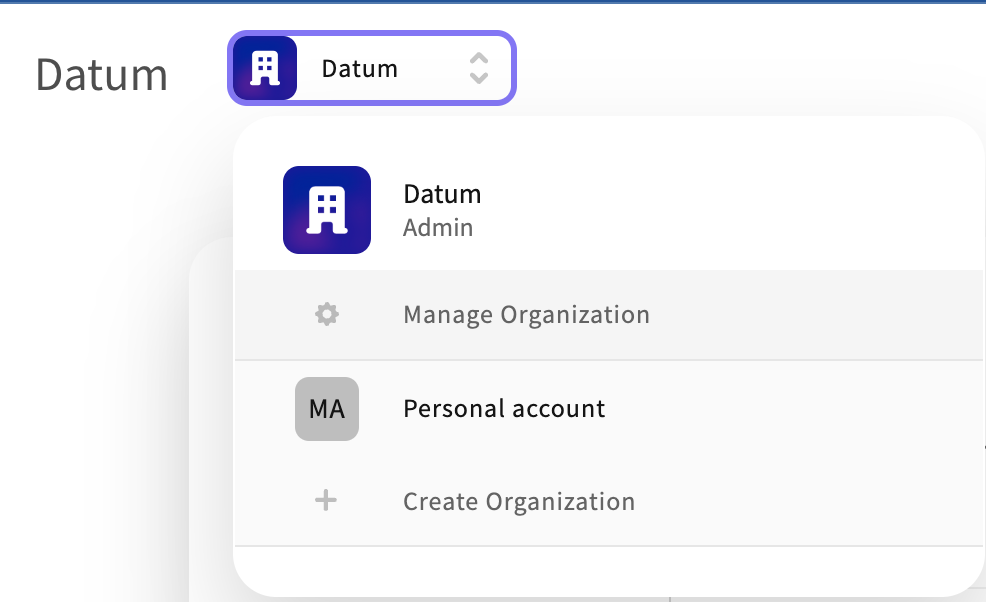 Datum
Datum
Datum
Admin
Manage Organization
MA
Personal account
Create Organization